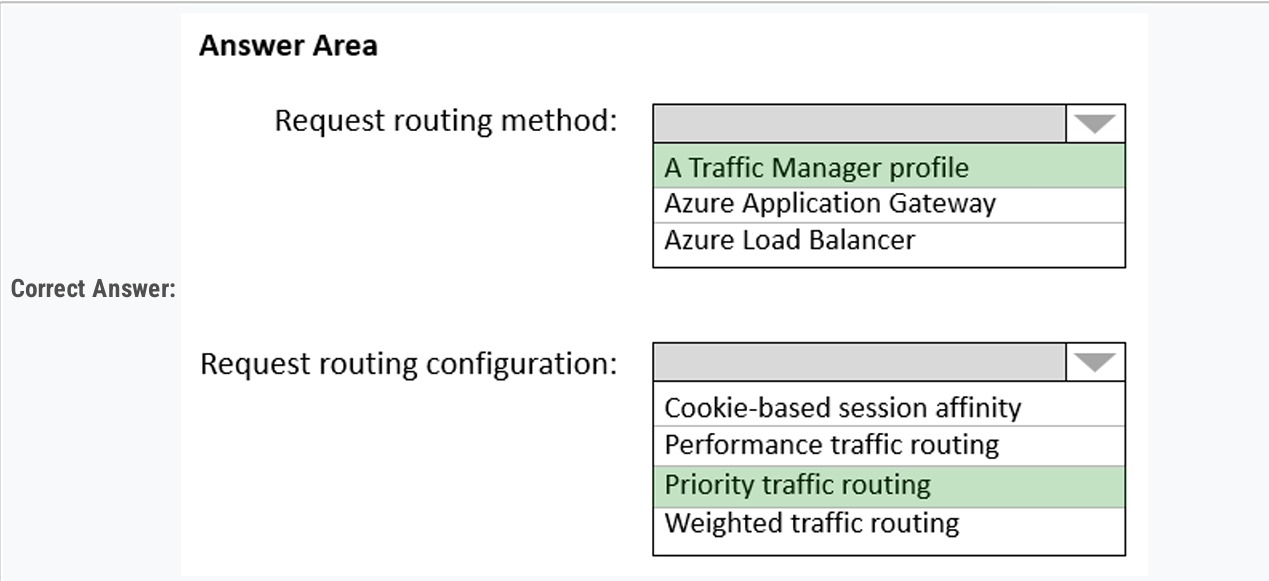 Answer Area
Request routing method:
A Traffic Manager profile
Azure Application Gateway
Azure Load Balancer
Correct Answer:
Request routing configuration:
Cookie-based session affinity
Performance traffic routing
Priority traffic routing
Weighted traffic routing